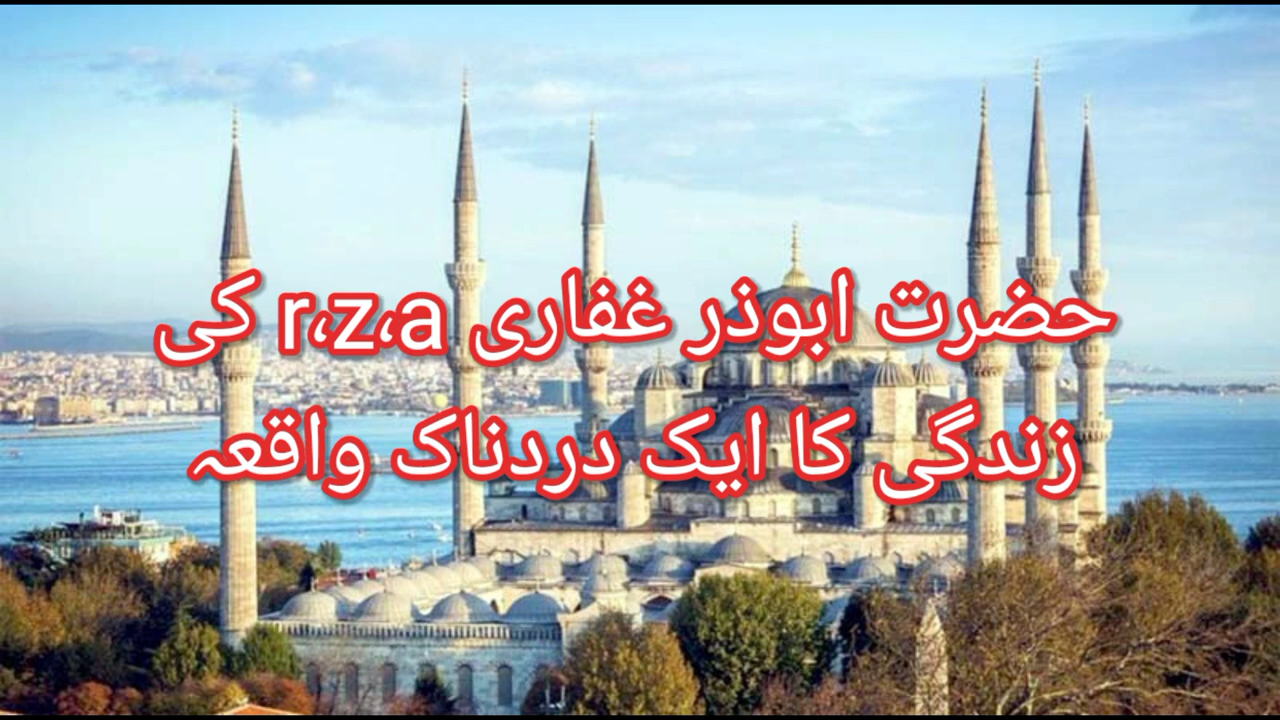 حضرت ابوذر غفاری r،z،a کی
زندگی کا ایک دردناک واقعہ